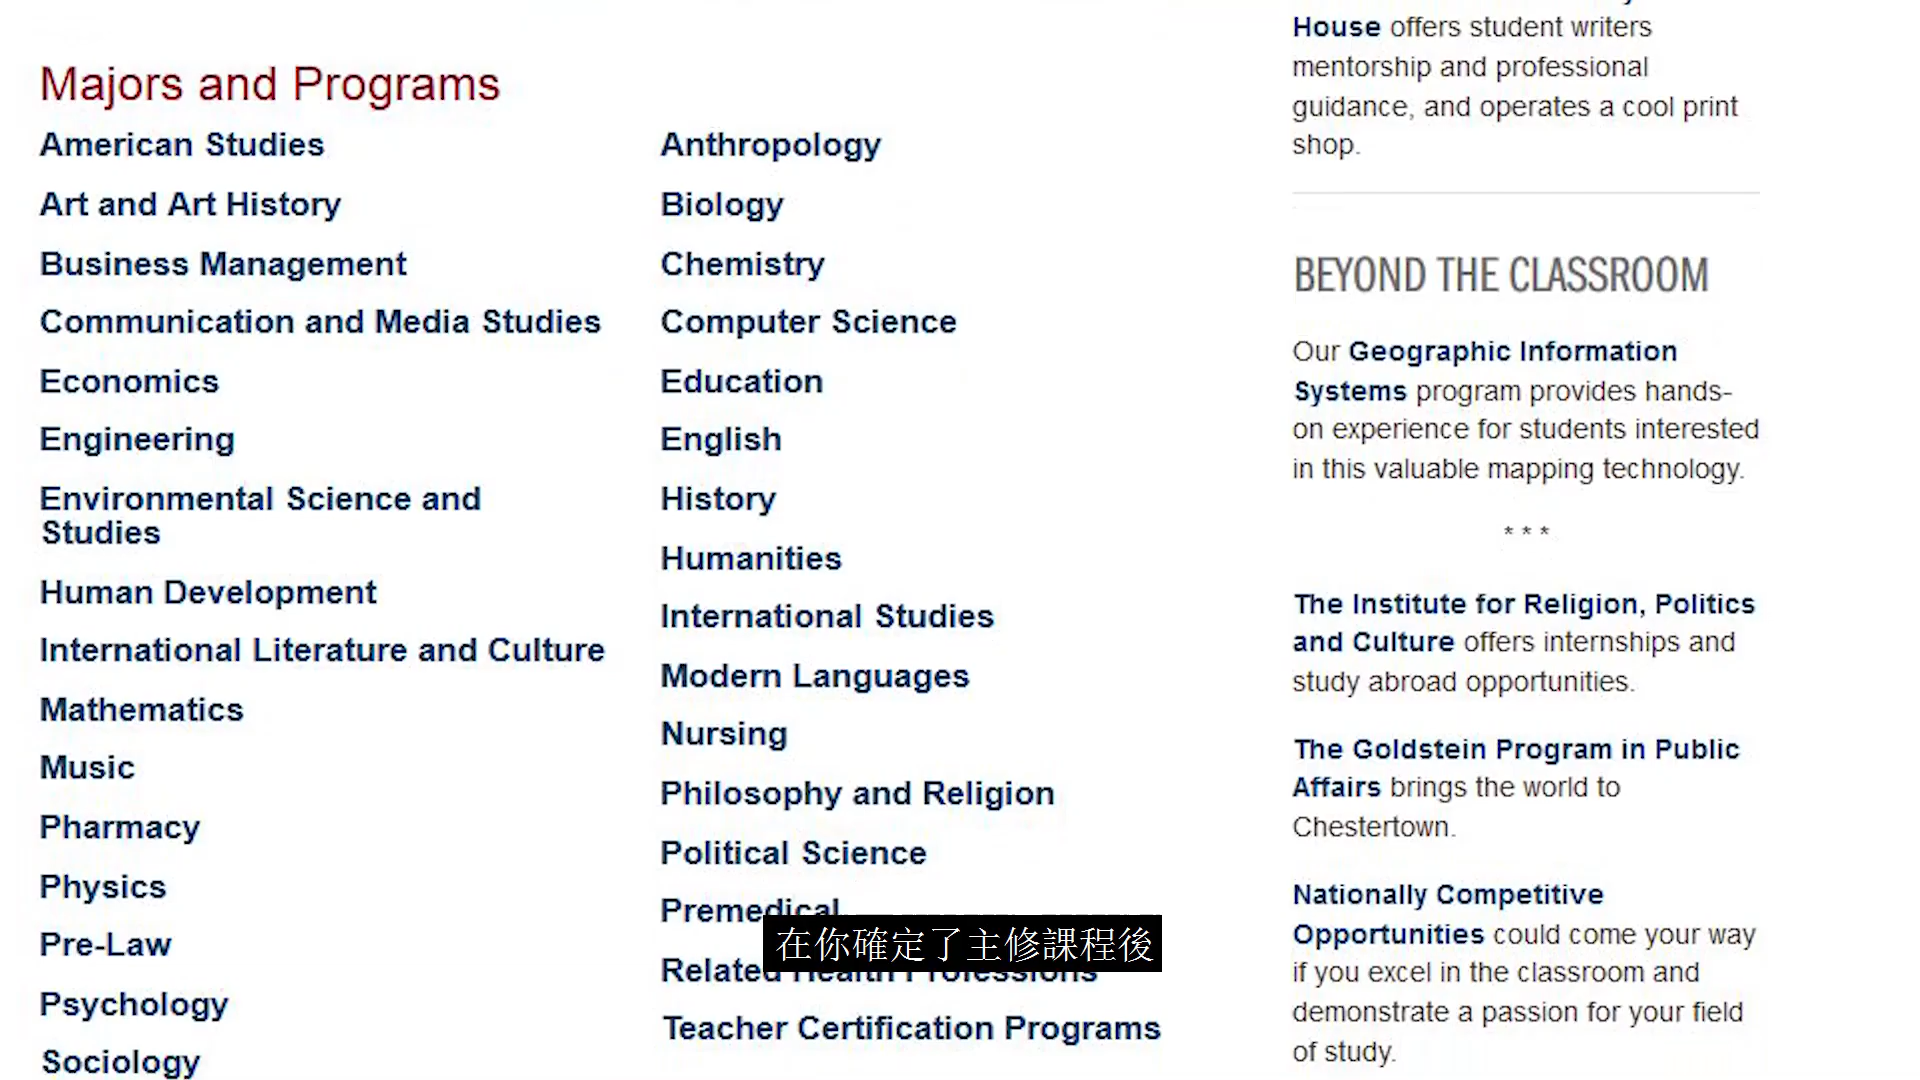 Majors and Programs
American Studies
Art and Art History
Business Management
Communication and Media Studies
Economics
Engineering
Environmental Science and
Studies
Human Development
International Literature and Culture
Mathematics
Music
Pharmacy
Physics
Pre-Law
Psychology
Sociology
Anthropology
Biology
Chemistry
Computer Science
Education
English
History
Humanities
International Studies
Modern Languages
Nursing
Philosophy and Religion
Political Science
Premedical
Related Health Professions
Teacher Certification Programs
House offers student writers
mentorship and professional
guidance, and operates a cool print
shop.
BEYOND THE CLASSROOM
Our Geographic Information
Systems program provides hands-
on experience for students interested
in this valuable mapping technology.
* * *
The Institute for Religion, Politics
and Culture offers internships and
study abroad opportunities.
The Goldstein Program in Public
Affairs brings the world to
Chestertown.
Nationally Competitive
Opportunities could come your way
if you excel in the classroom and
demonstrate a passion for your field
of study.
在你確定了主修課程後